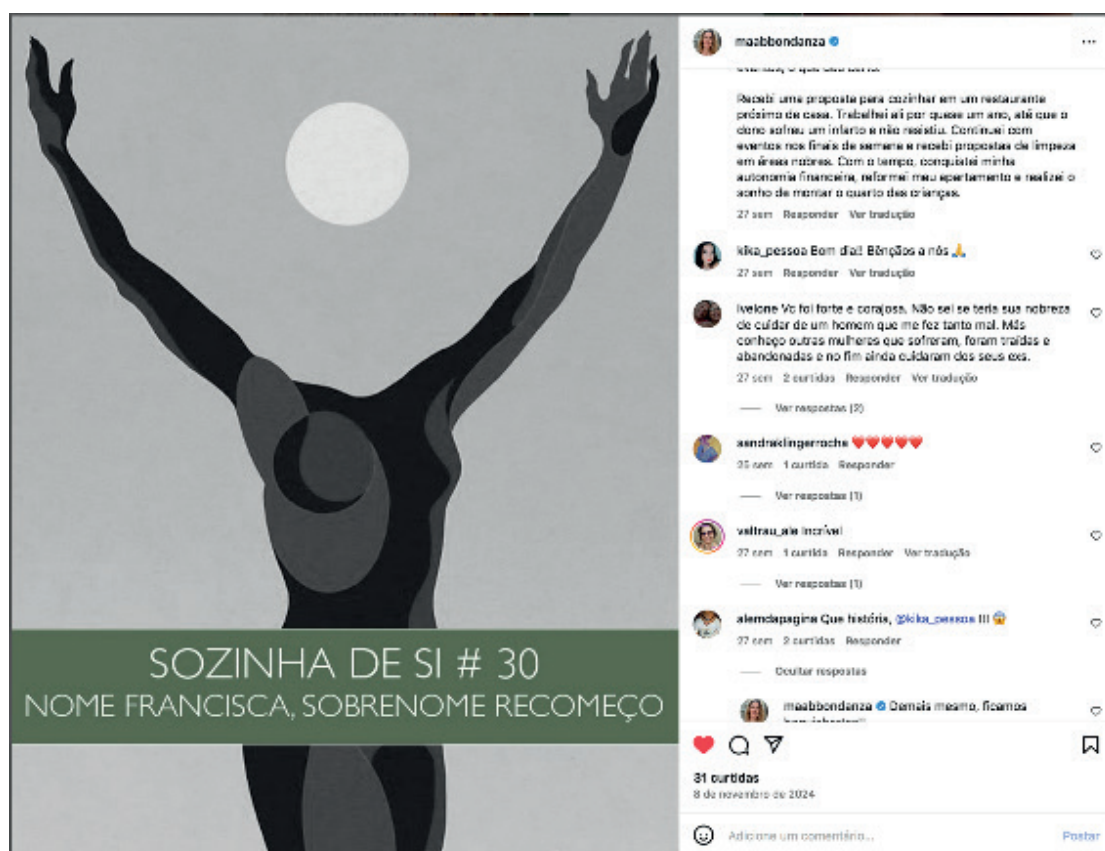 SOZINHA DE SI # 30
NOME FRANCISCA, SOBRENOME RECOMEÇO
maabbondanza
Recebi uma proposta para cozinhar em um restaurante
próximo de casa. Trabalhei ali por quase um ano, até que o
dono sofreu um infarto e não resistiu. Continuei com
eventos nos finais de semana e recebi propostas de limpeza
em áreas nobres. Com o tempo, conquistei minha
autonomia financeira, reformei meu apartamento e realizei o
sonho de montar o quarto das crianças.
27 sem Responder Ver tradução
kika_pessoa Bom dia!! Bênçãos a nós 🙏
27 sem Responder Ver tradução
ivelone Vc foi forte e corajosa. Não sei se teria sua nobreza
de cuidar de um homem que me fez tanto mal. Más
conheço outras mulheres que sofreram, foram traídas e
abandonadas e no fim ainda cuidaram dos seus exs.
27 sem 2 curtidas Responder Ver tradução
Ver respostas (2)
sandraklingerrocha ❤️❤️❤️❤️❤️
25 sem 1 curtida Responder
Ver respostas (1)
valtrau_ale Incrível
27 sem 1 curtida Responder Ver tradução
Ver respostas (1)
alemdapagina Que história, @kika_pessoa !!! 😱
27 sem 2 curtidas Responder
Ocultar respostas
maabbondanza Demais mesmo, ficamos
31 curtidas
8 de novembro de 2024
Adicione um comentário...
Postar